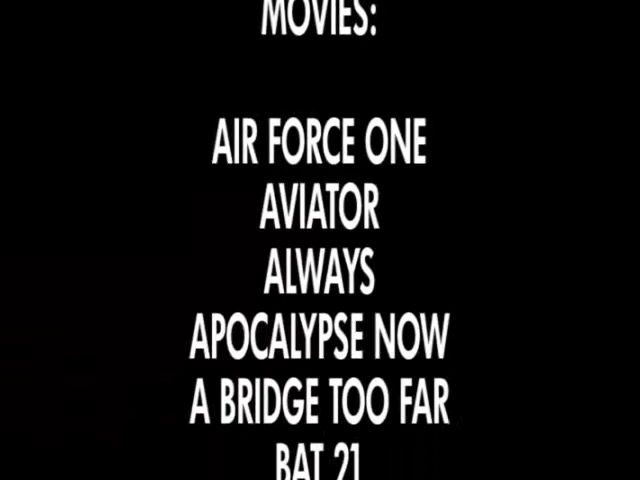 MOVIES:
AIR FORCE ONE
AVIATOR
ALWAYS
APOCALYPSE NOW
A BRIDGE TOO FAR
BAT 21